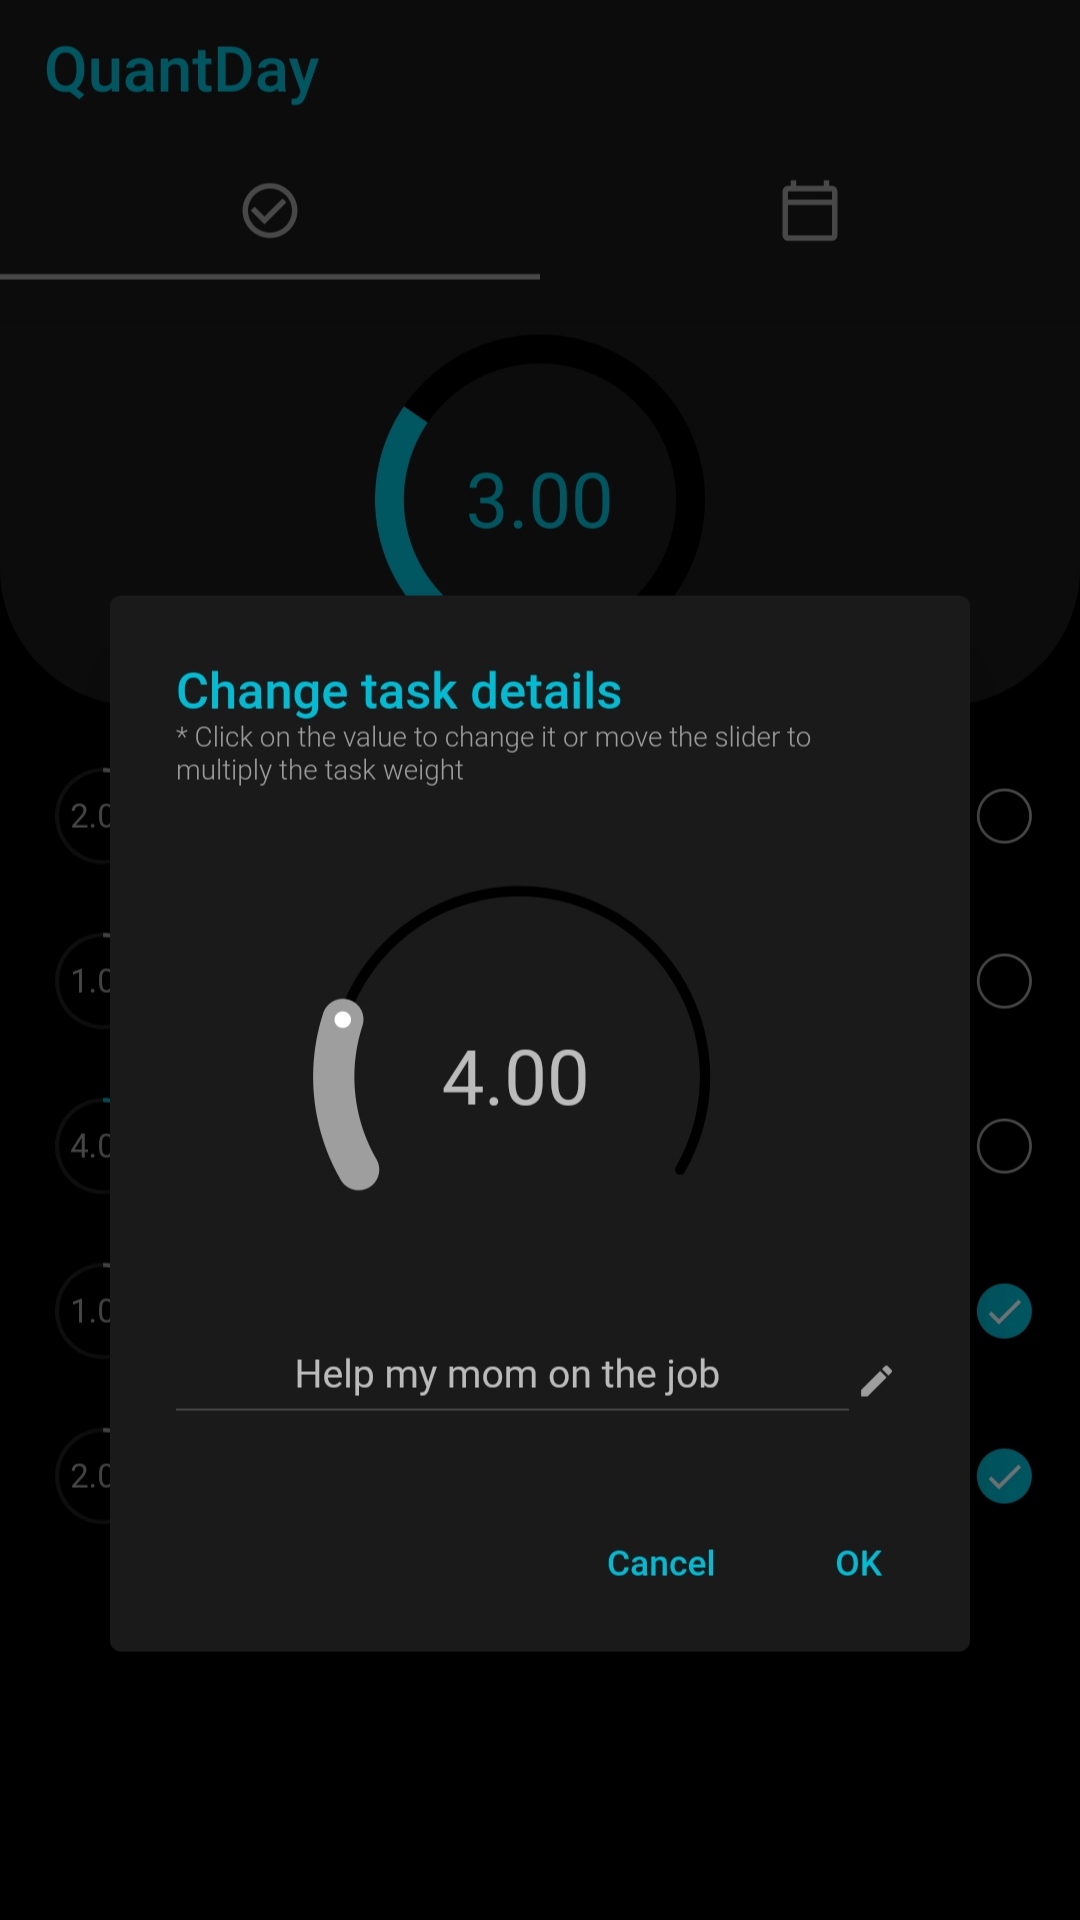 QuantDay
3.00
Change task details
* Click on the value to change it or move the slider to
multiply the task weight
2.0
1.0
4.00
4.0
1.0
Help my mom on the job
2.0
Cancel
OK